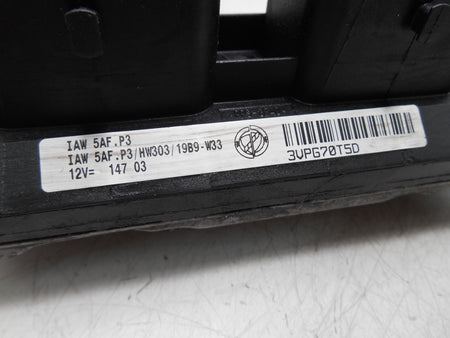 IAW 5AF.P3
IAW 5AF.P3/HW303/19B9-W33
12V= 147 03
3VPG70T5D